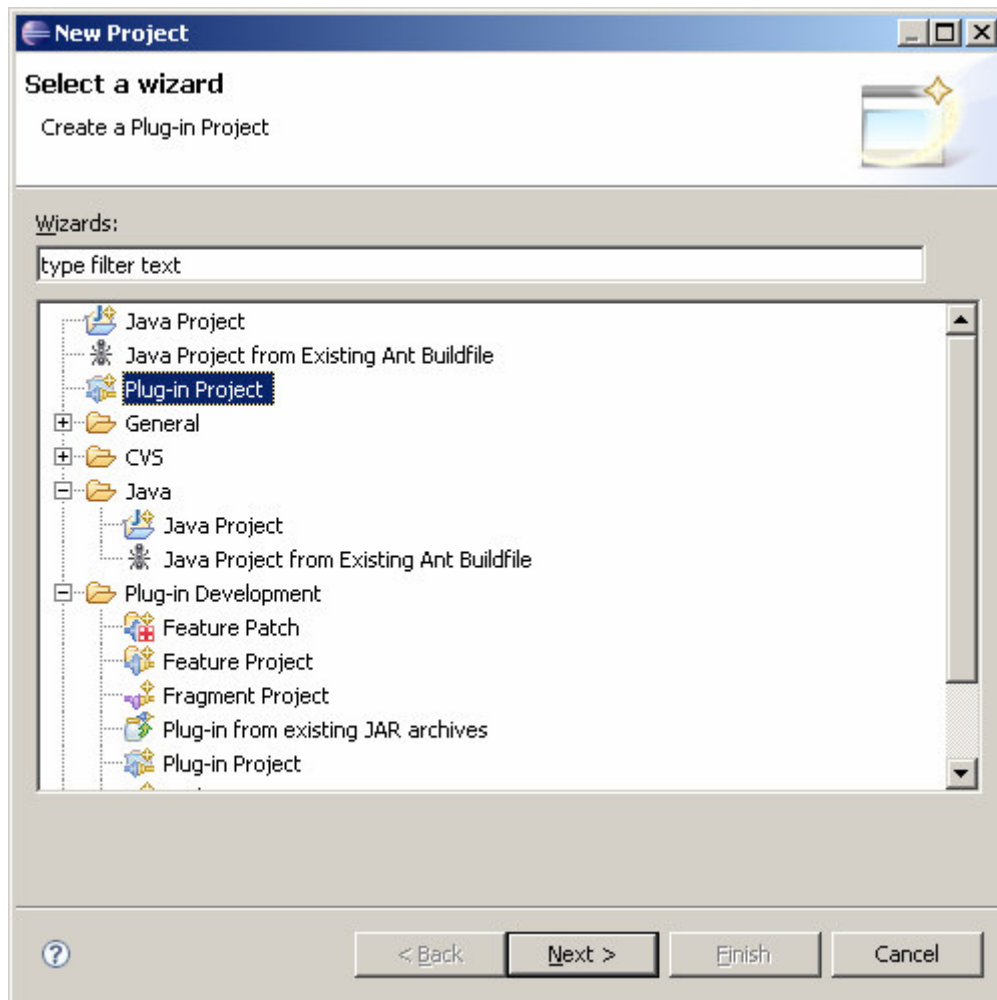 New Project
Select a wizard
Create a Plug-in Project
Wizards:
type filter text
Java Project
Java Project from Existing Ant Buildfile
Plug-in Project
General
CVS
Java
Java Project
Java Project from Existing Ant Buildfile
Plug-in Development
Feature Patch
Feature Project
Fragment Project
Plug-in from existing JAR archives
Plug-in Project
? < Back Next > Finish Cancel